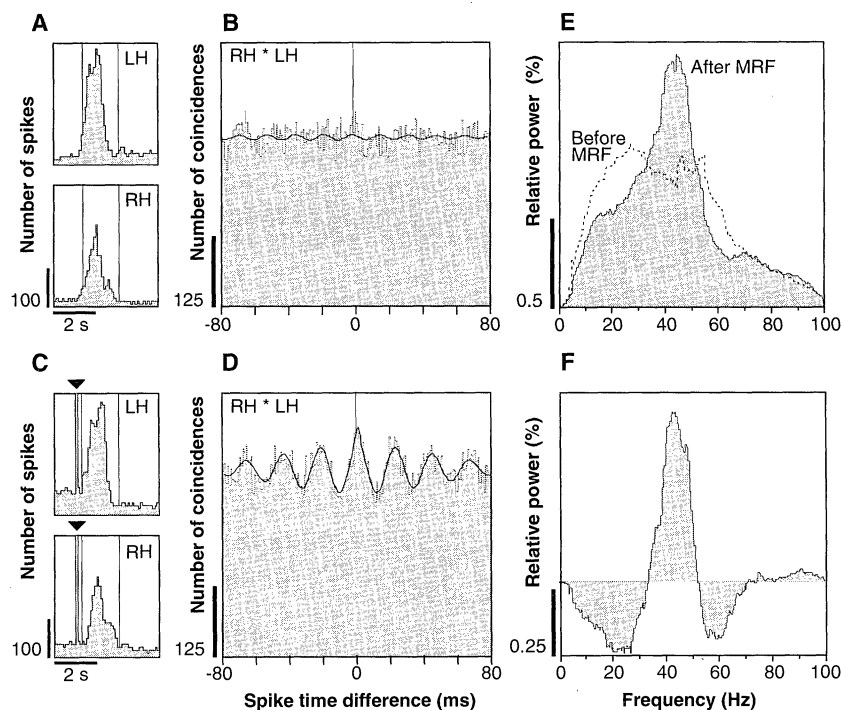 A
Number of spikes
LH
RH
100
2 s
B
Number of coincidences
RH * LH
125
-80
0
80
E
Relative power (%)
After MRF
Before
MRF
0.5
0
20
40
60
80
100
C
Number of spikes
LH
RH
100
2 s
D
Number of coincidences
RH * LH
125
-80
0
80
Spike time difference (ms)
F
Relative power (%)
0.25
0
20
40
60
80
100
Frequency (Hz)